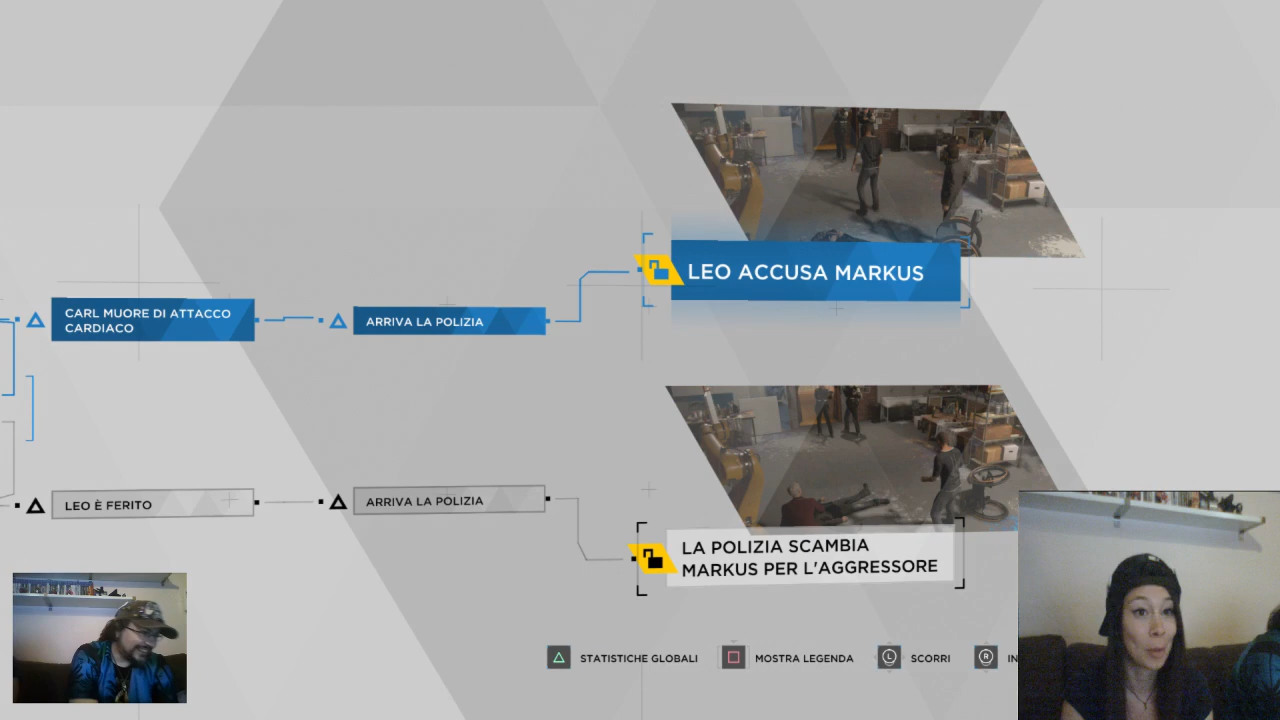 LEO ACCUSA MARKUS
CARL MUORE DI ATTACCO
CARDIACO
ARRIVA LA POLIZIA
LEO È FERITO
ARRIVA LA POLIZIA
LA POLIZIA SCAMBIA
MARKUS PER L'AGGRESSORE
STATISTICHE GLOBALI
MOSTRA LEGENDA
L SCORRI
R IN